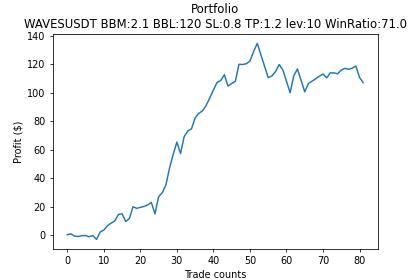 Portfolio
WAVESUSDT BBM:2.1 BBL:120 SL:0.8 TP:1.2 lev:10 WinRatio:71.0
140
120
100
80
60
40
20
0
Profit ($)
0 10 20 30 40 50 60 70 80
Trade counts